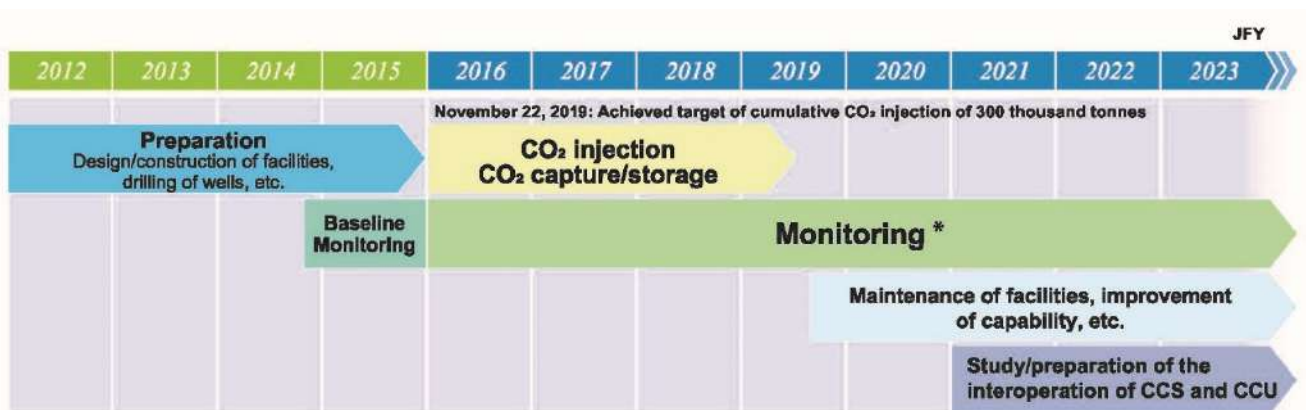 JFY
2012 2013 2014 2015 2016 2017 2018 2019 2020 2021 2022 2023
November 22, 2019: Achieved target of cumulative CO₂ injection of 300 thousand tonnes
Preparation
Design/construction of facilities,
drilling of wells, etc.
CO₂ injection
CO₂ capture/storage
Baseline
Monitoring
Monitoring *
Maintenance of facilities, improvement
of capability, etc.
Study/preparation of the
interoperation of CCS and CCU